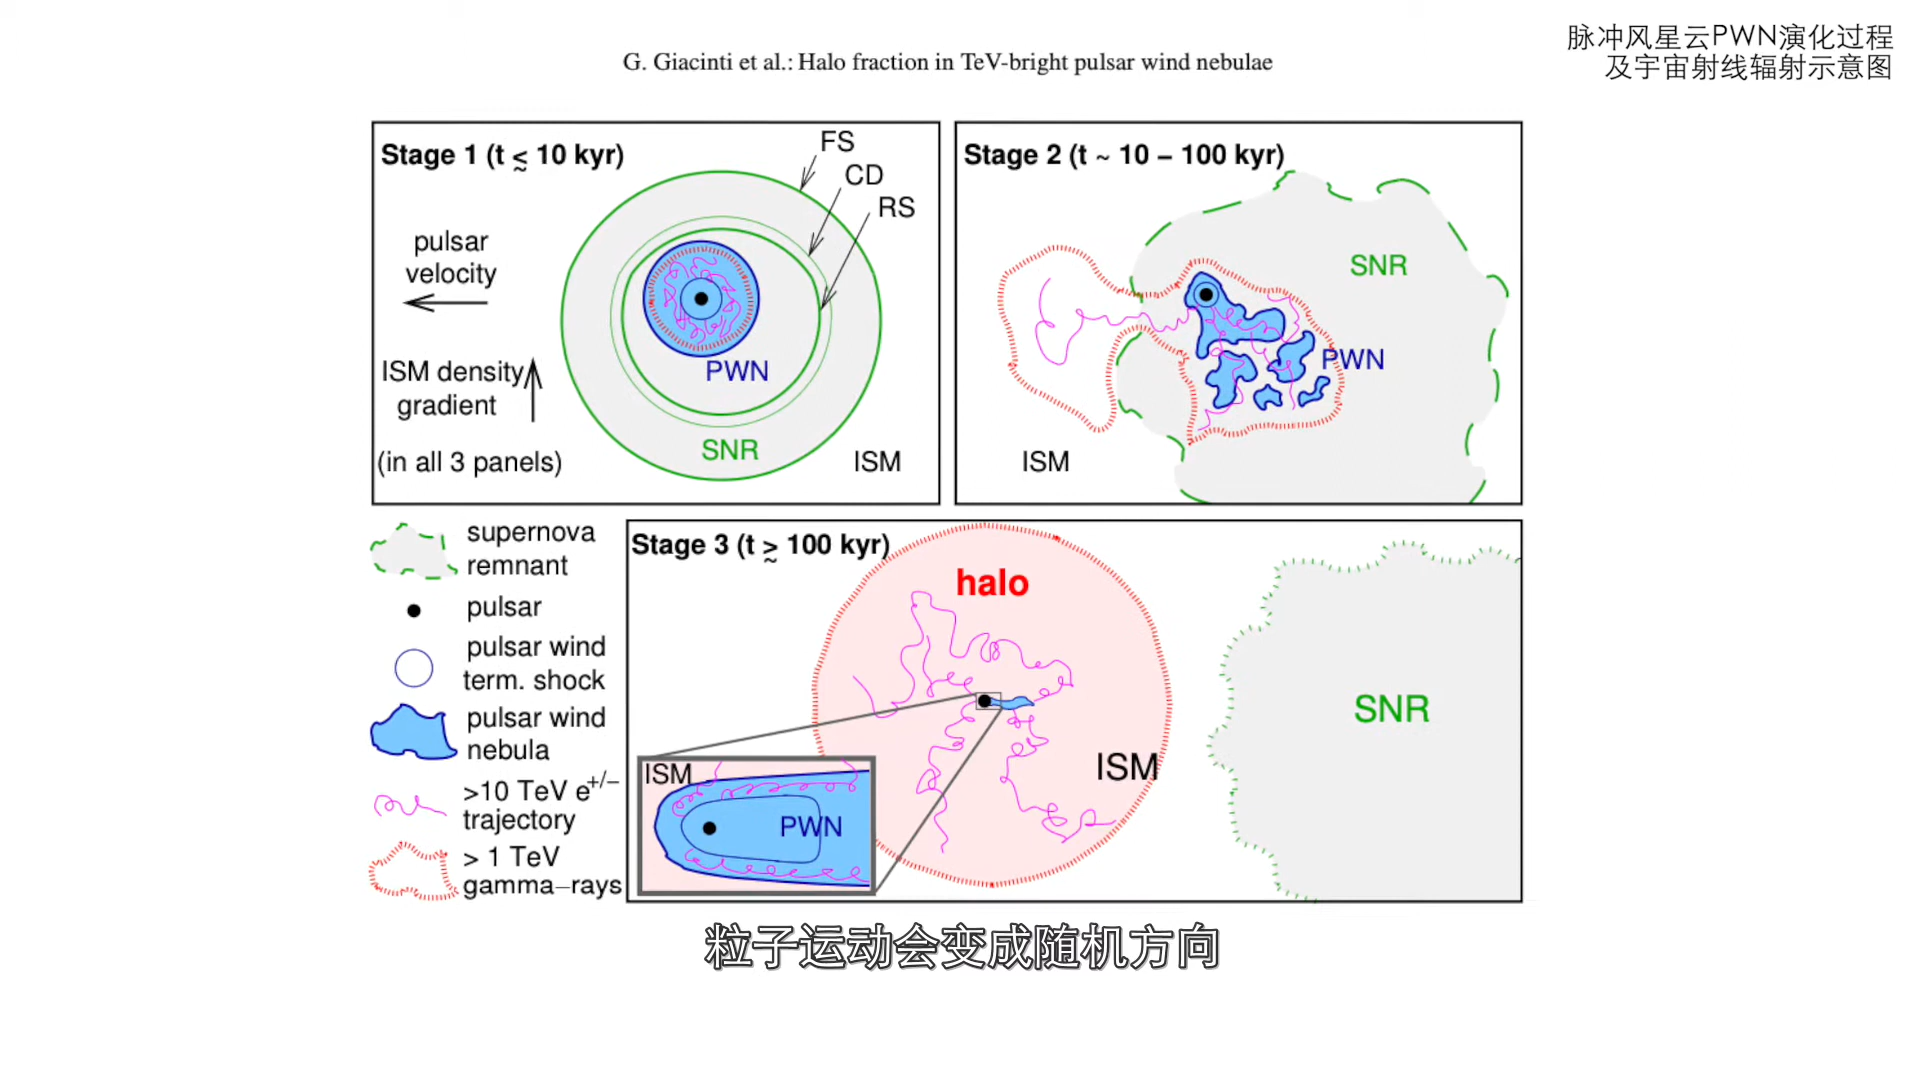 脉冲风星云PWN演化过程
及宇宙射线辐射示意图
G. Giacinti et al.: Halo fraction in TeV-bright pulsar wind nebulae
Stage 1 (t ≲ 10 kyr)
FS
CD
RS
pulsar
velocity
ISM density
gradient
(in all 3 panels)
PWN
SNR
ISM
Stage 2 (t ~ 10 – 100 kyr)
SNR
PWN
ISM
supernova
remnant
pulsar
pulsar wind
term. shock
pulsar wind
nebula
>10 TeV e+/−
trajectory
> 1 TeV
gamma–rays
Stage 3 (t ≳ 100 kyr)
halo
ISM
SNR
ISM
PWN
粒子运动会变成随机方向